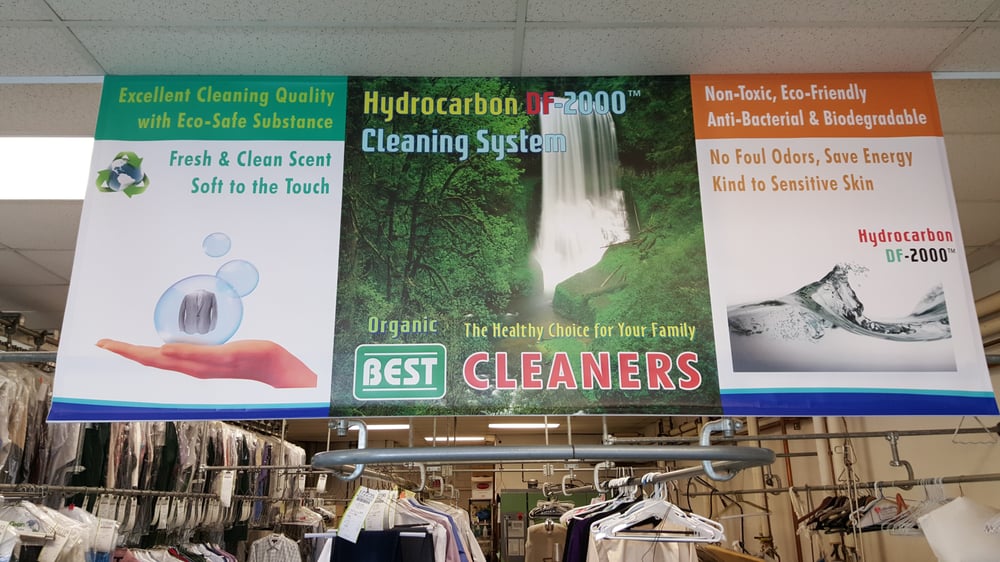 Excellent Cleaning Quality
with Eco-Safe Substance
Fresh & Clean Scent
Soft to the Touch
Hydrocarbon DF-2000™
Cleaning System
Organic
The Healthy Choice for Your Family
BEST CLEANERS
Non-Toxic, Eco-Friendly
Anti-Bacterial & Biodegradable
No Foul Odors, Save Energy
Kind to Sensitive Skin
Hydrocarbon
DF-2000™